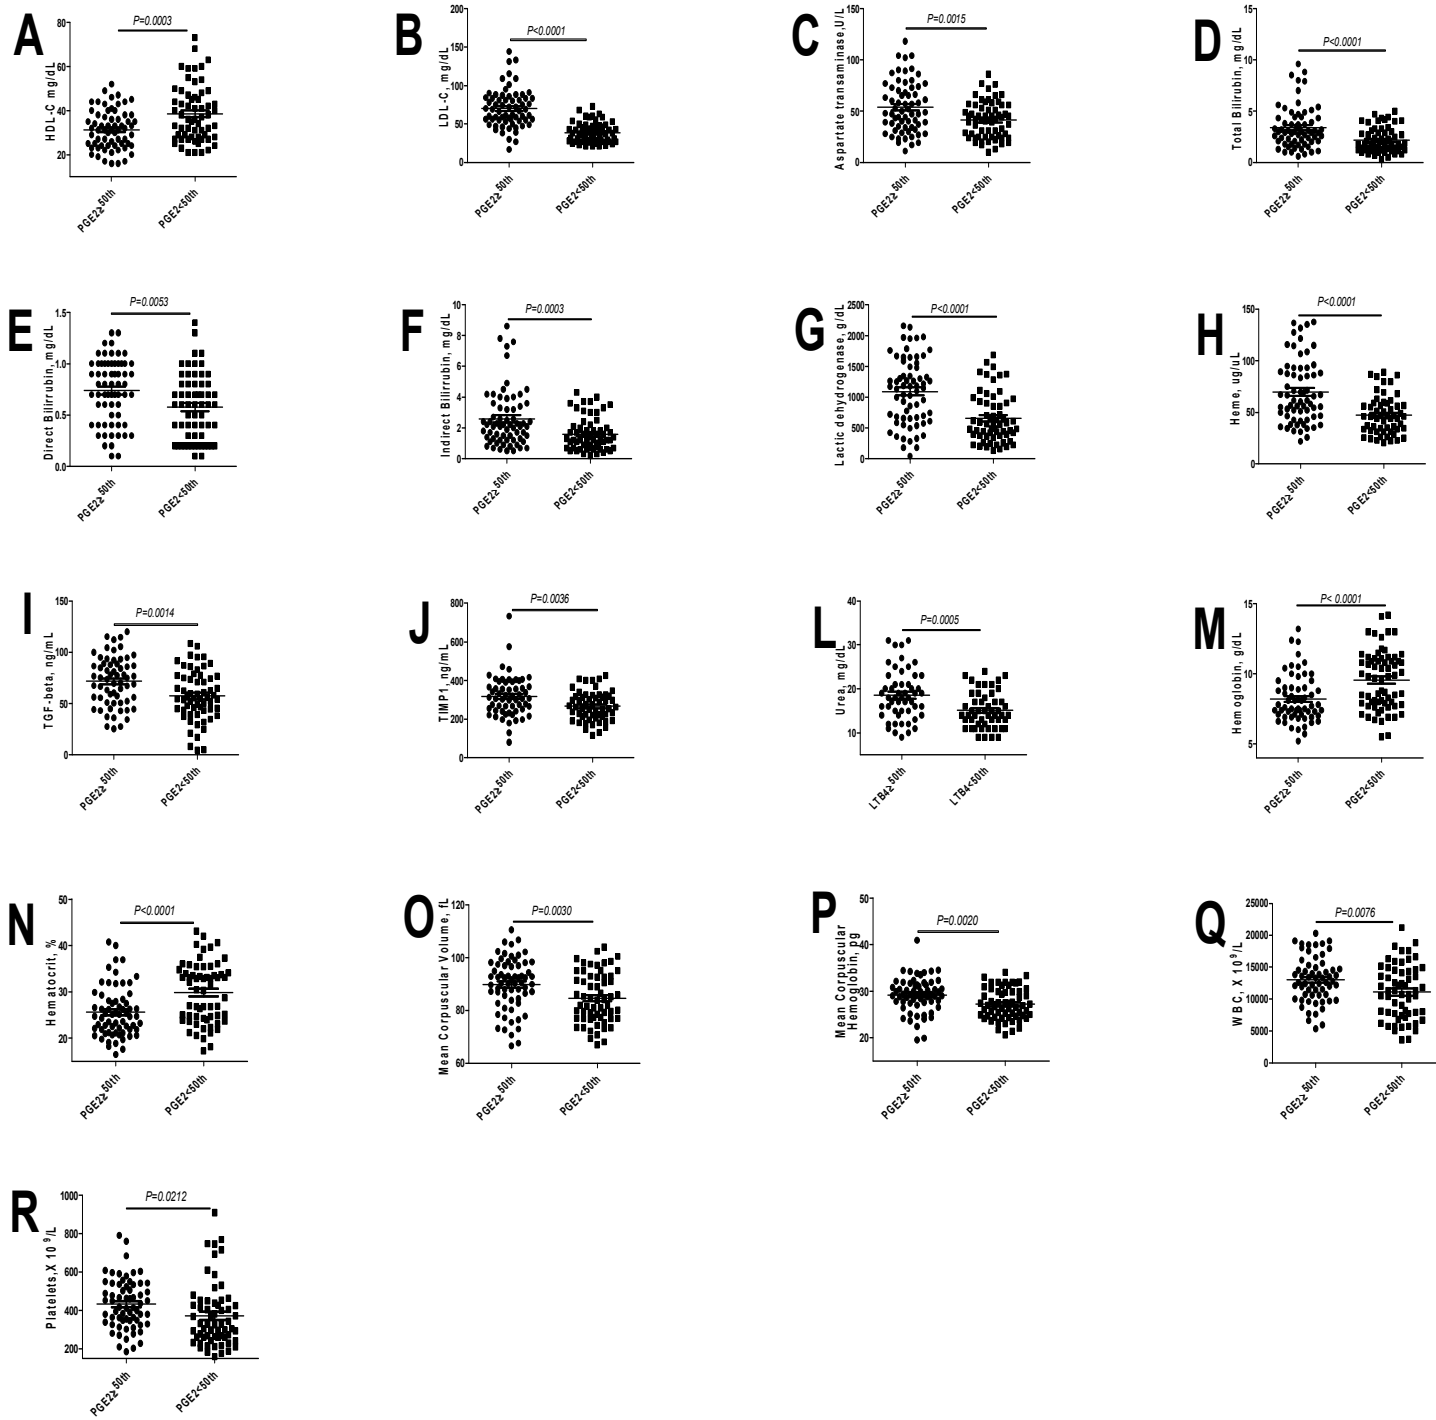 A
HDL-C mg/dL
80
60
40
20
P=0.0003
PGE2≥50th
PGE2<50th
B
LDL-C, mg/dL
200
150
100
50
0
P<0.0001
PGE2≥50th
PGE2<50th
C
Aspartate transaminase,U/L
150
100
50
0
P=0.0015
PGE2≥50th
PGE2<50th
D
Total Bilirubin, mg/dL
15
10
5
0
P<0.0001
PGE2≥50th
PGE2<50th
E
Direct Bilirrubin, mg/dL
1.5
1.0
0.5
0.0
P=0.0053
PGE2≥50th
PGE2<50th
F
Indirect Bilirrubin, mg/dL
10
8
6
4
2
0
P=0.0003
PGE2≥50th
PGE2<50th
G
Lactic dehydrogenase, g/dL
2500
2000
1500
1000
500
0
P<0.0001
PGE2≥50th
PGE2<50th
H
Heme, ug/uL
150
100
50
0
P<0.0001
PGE2≥50th
PGE2<50th
I
TGF-beta, ng/mL
150
100
50
0
P=0.0014
PGE2≥50th
PGE2<50th
J
TIMP1, ng/mL
800
600
400
200
0
P=0.0036
PGE2≥50th
PGE2<50th
L
Urea, mg/dL
40
30
20
10
P=0.0005
LTB4≥50th
LTB4<50th
M
Hemoglobin, g/dL
15
10
5
P< 0.0001
PGE2≥50th
PGE2<50th
N
Hematocrit, %
50
40
30
20
P<0.0001
PGE2≥50th
PGE2<50th
O
Mean Corpuscular Volume, fL
120
100
80
60
P=0.0030
PGE2≥50th
PGE2<50th
P
Mean Corpuscular
Hemoglobin, pg
50
40
30
20
P=0.0020
PGE2≥50th
PGE2<50th
Q
WBC, X 10 9/L
25000
20000
15000
10000
5000
0
P=0.0076
PGE2≥50th
PGE2<50th
R
Platelets,X 10 9/L
1000
800
600
400
200
P=0.0212
PGE2≥50th
PGE2<50th